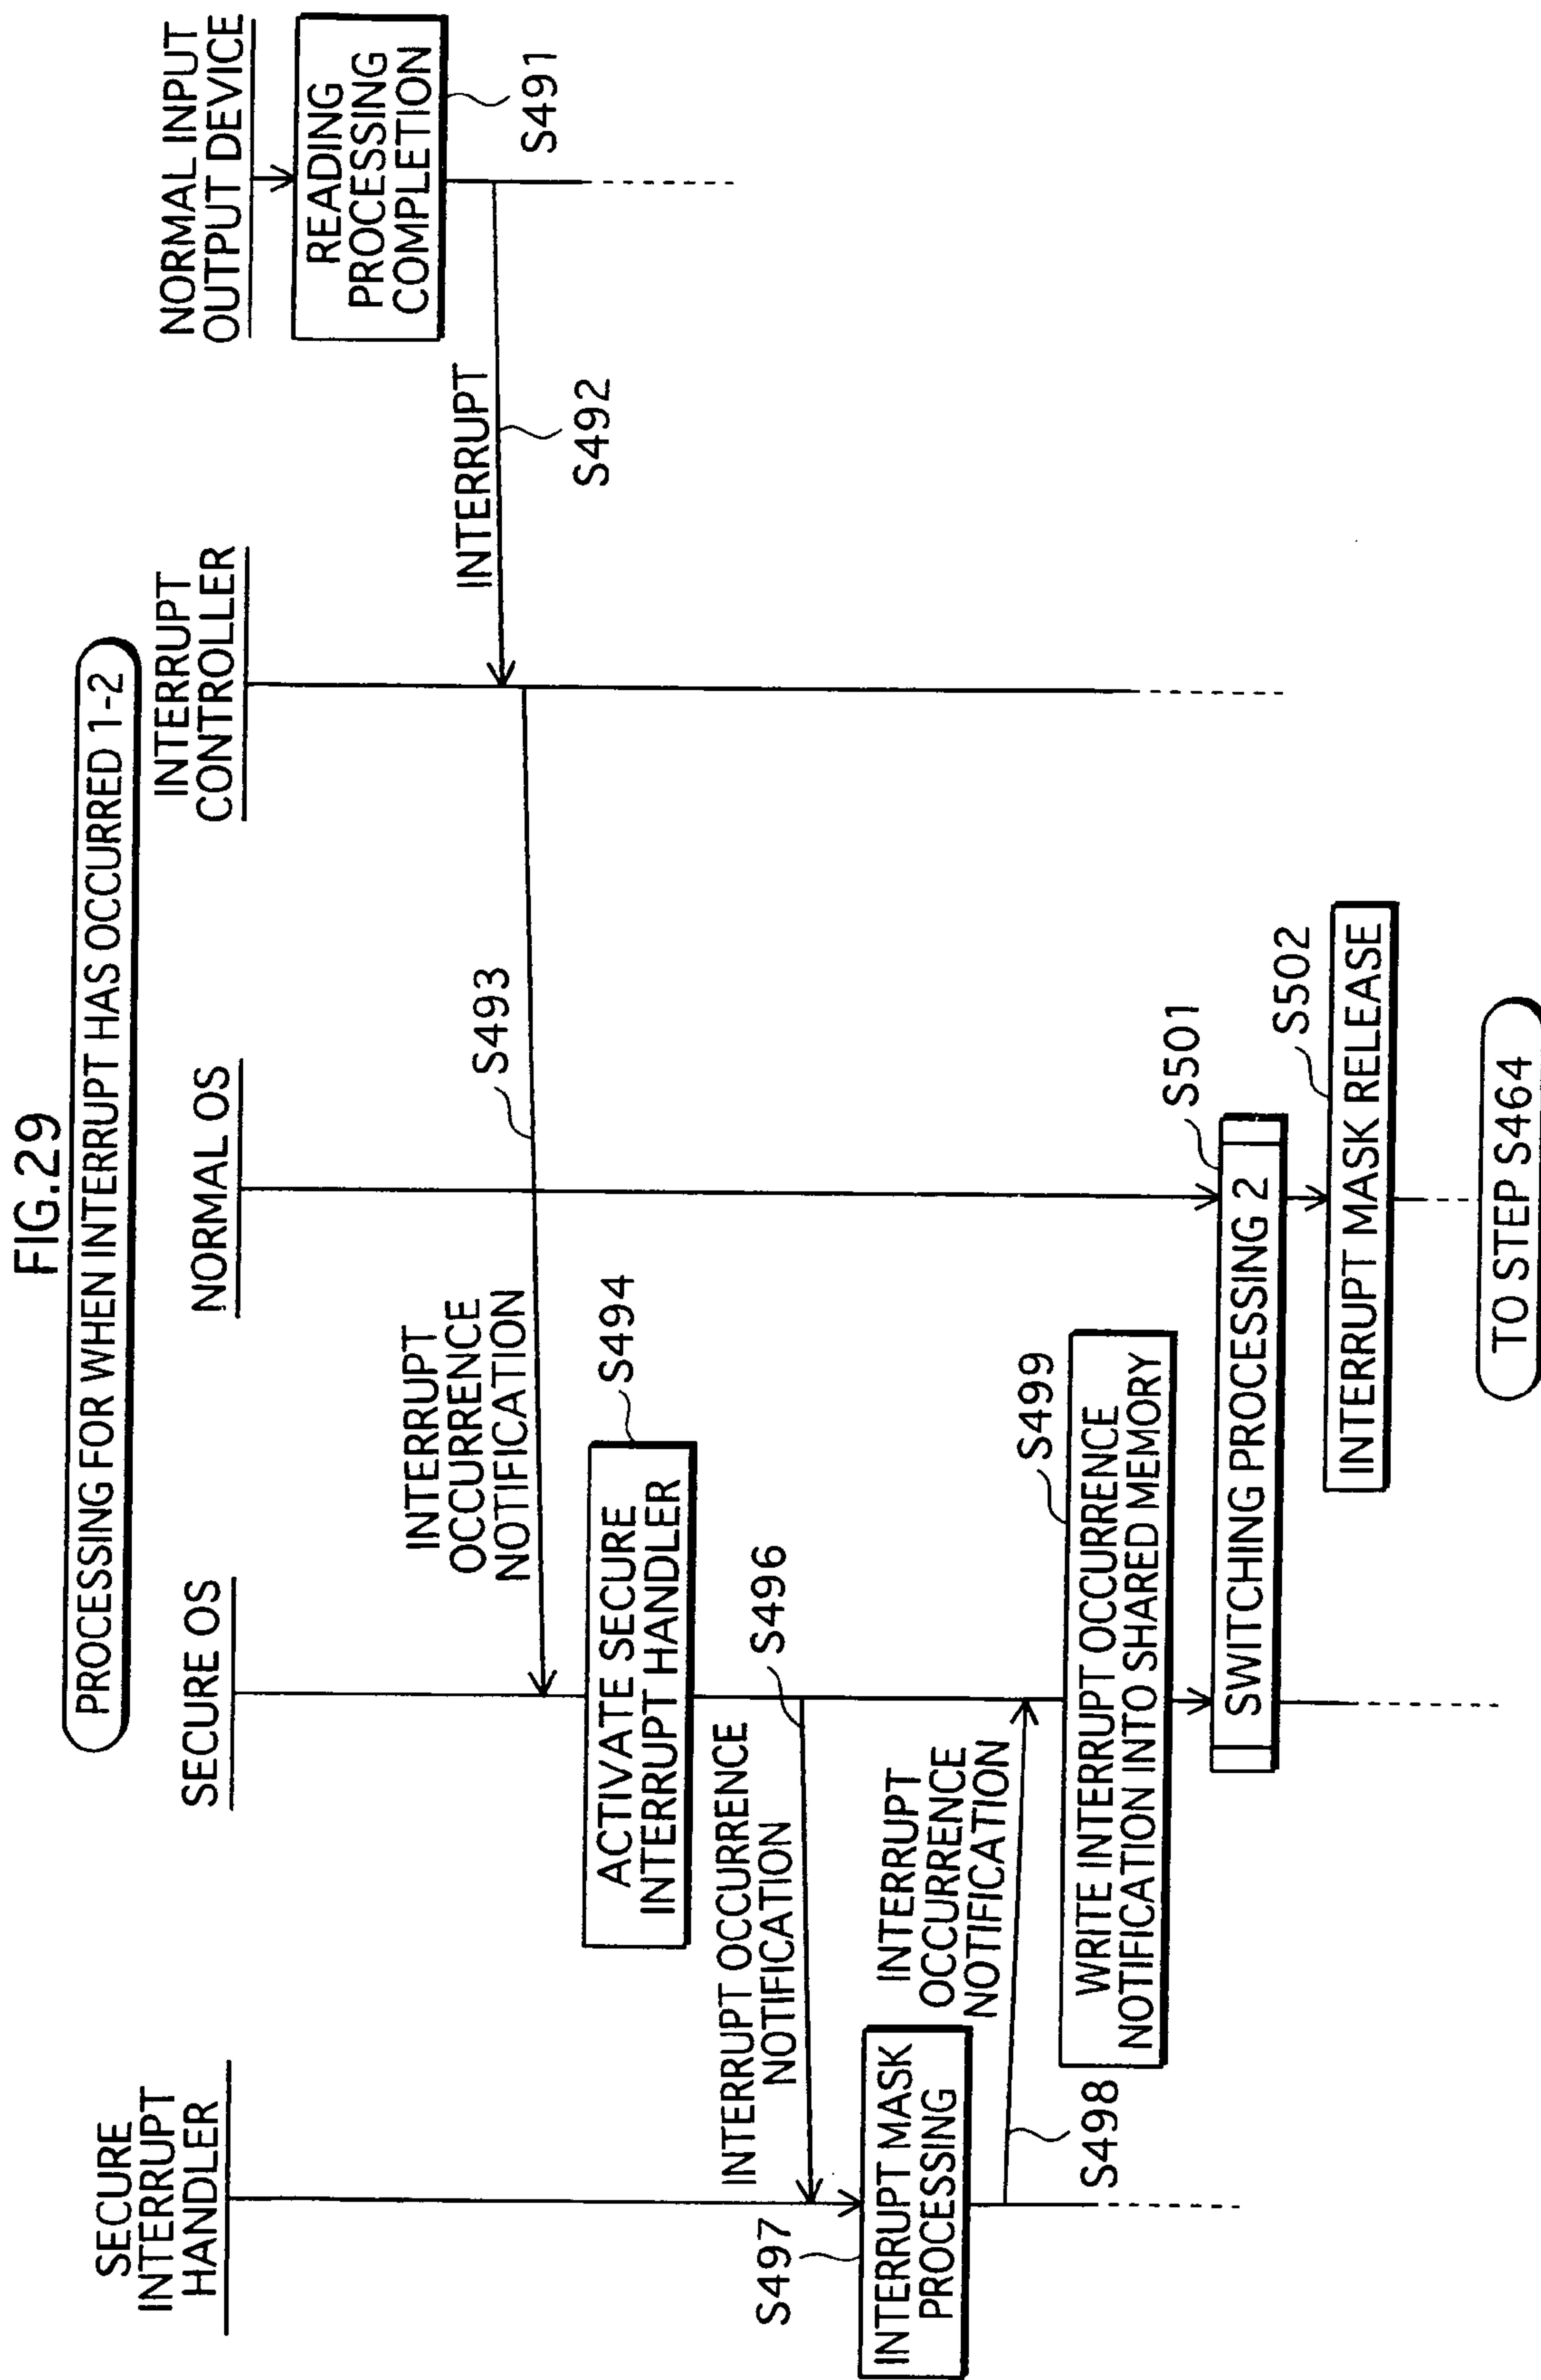 FIG.29
PROCESSING FOR WHEN INTERRUPT HAS OCCURRED 1-2
SECURE
INTERRUPT
HANDLER
SECURE OS
NORMAL OS
INTERRUPT
CONTROLLER
NORMAL INPUT
OUTPUT DEVICE
READING
PROCESSING
COMPLETION
S491
INTERRUPT
S492
S493
INTERRUPT
OCCURRENCE
NOTIFICATION
ACTIVATE SECURE
INTERRUPT HANDLER
S494
INTERRUPT OCCURRENCE
NOTIFICATION
S496
S497
INTERRUPT MASK
PROCESSING
INTERRUPT
OCCURRENCE
NOTIFICATION
S498
WRITE INTERRUPT OCCURRENCE
NOTIFICATION INTO SHARED MEMORY
S499
SWITCHING PROCESSING 2
S501
INTERRUPT MASK RELEASE
S502
TO STEP S464